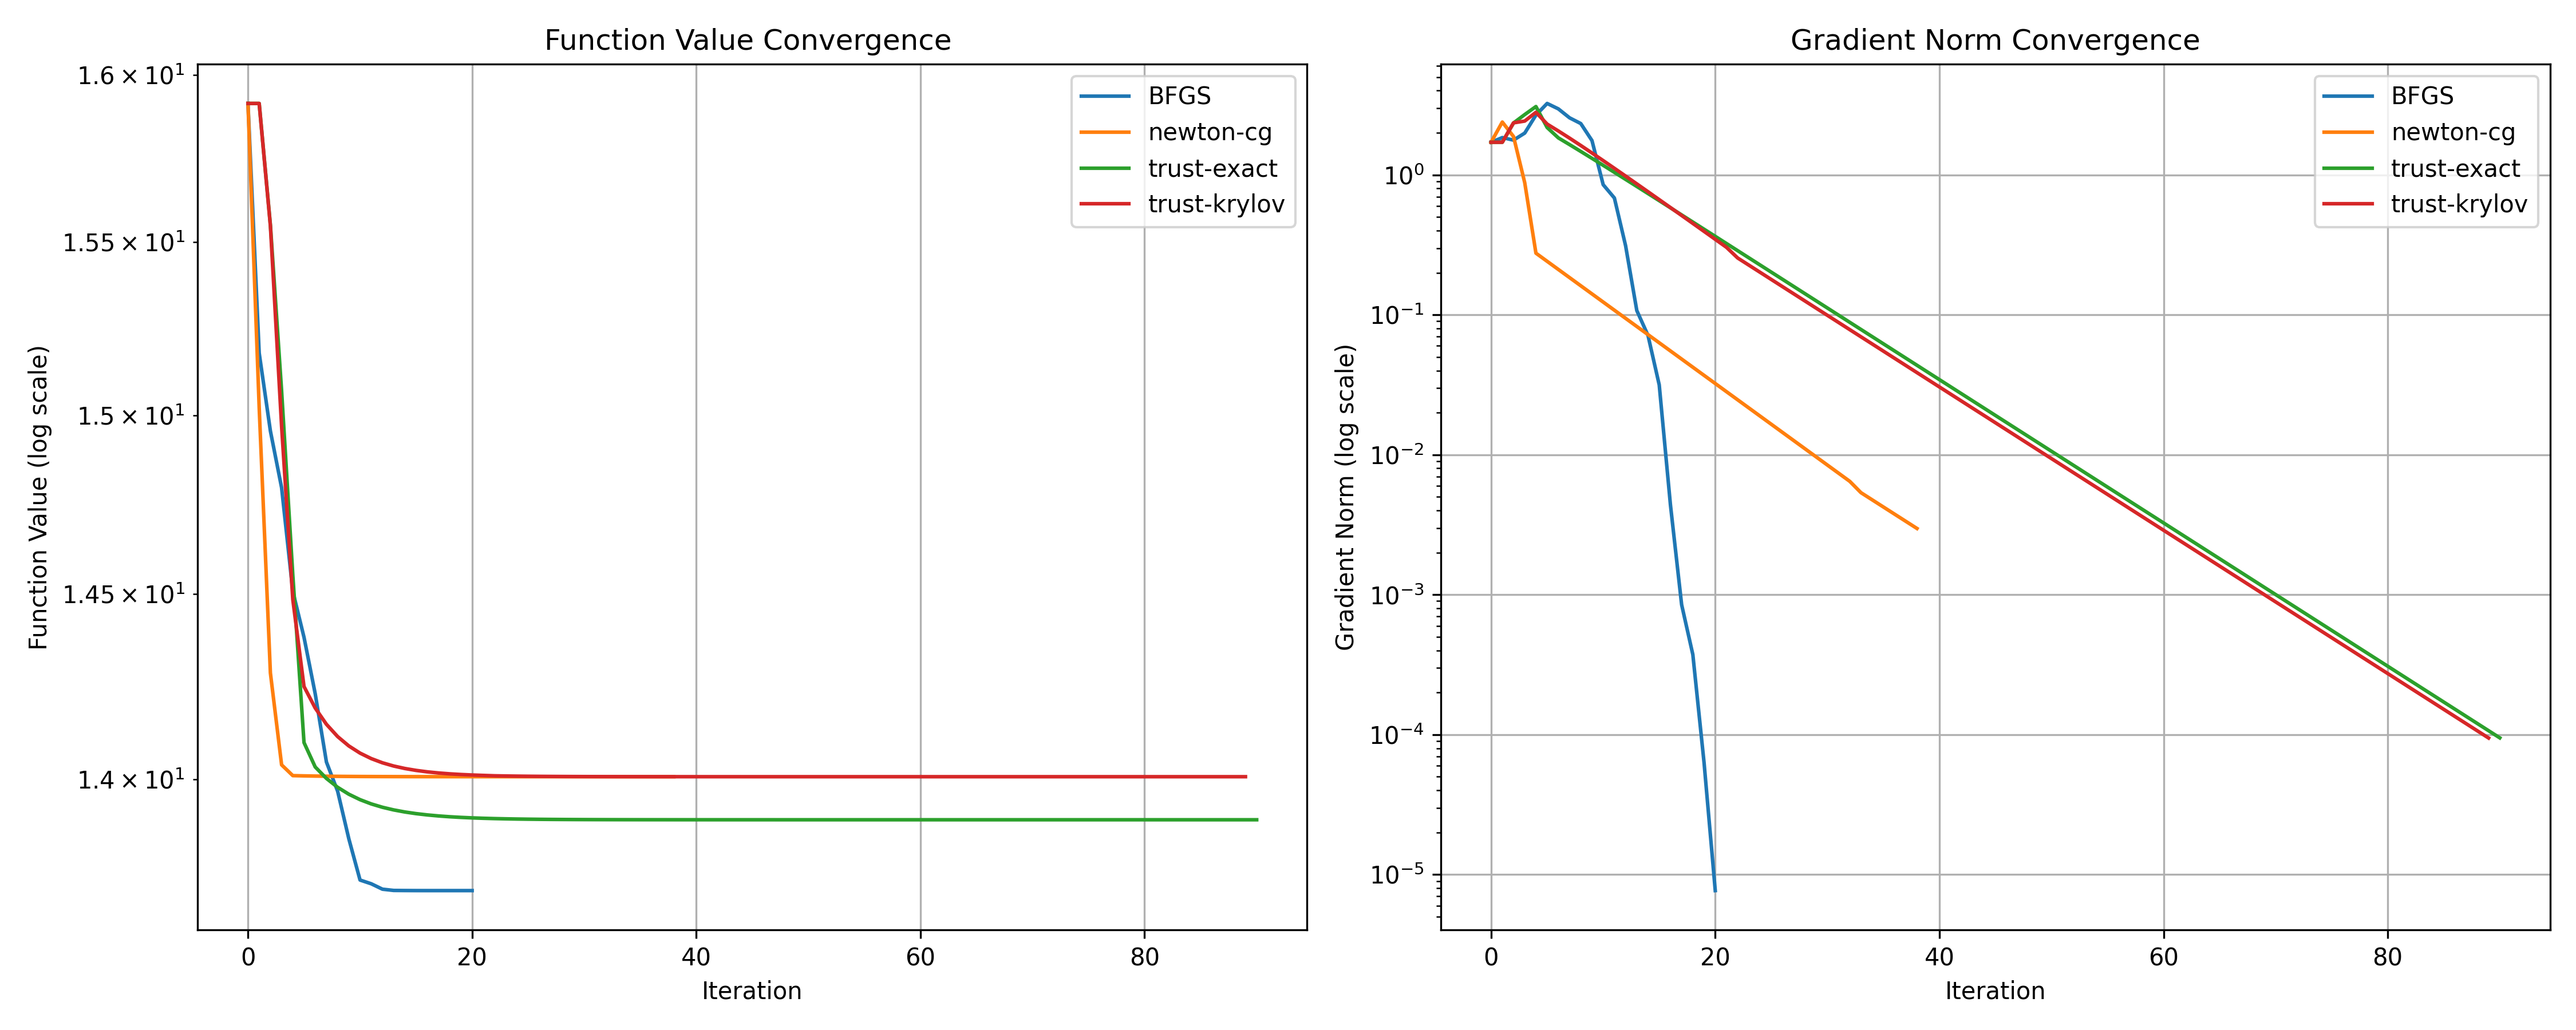 Function Value Convergence
Function Value (log scale)
1.6 × 10¹
1.55 × 10¹
1.5 × 10¹
1.45 × 10¹
1.4 × 10¹
BFGS
newton-cg
trust-exact
trust-krylov
0 20 40 60 80
Iteration
Gradient Norm Convergence
Gradient Norm (log scale)
10⁰
10⁻¹
10⁻²
10⁻³
10⁻⁴
10⁻⁵
BFGS
newton-cg
trust-exact
trust-krylov
0 20 40 60 80
Iteration